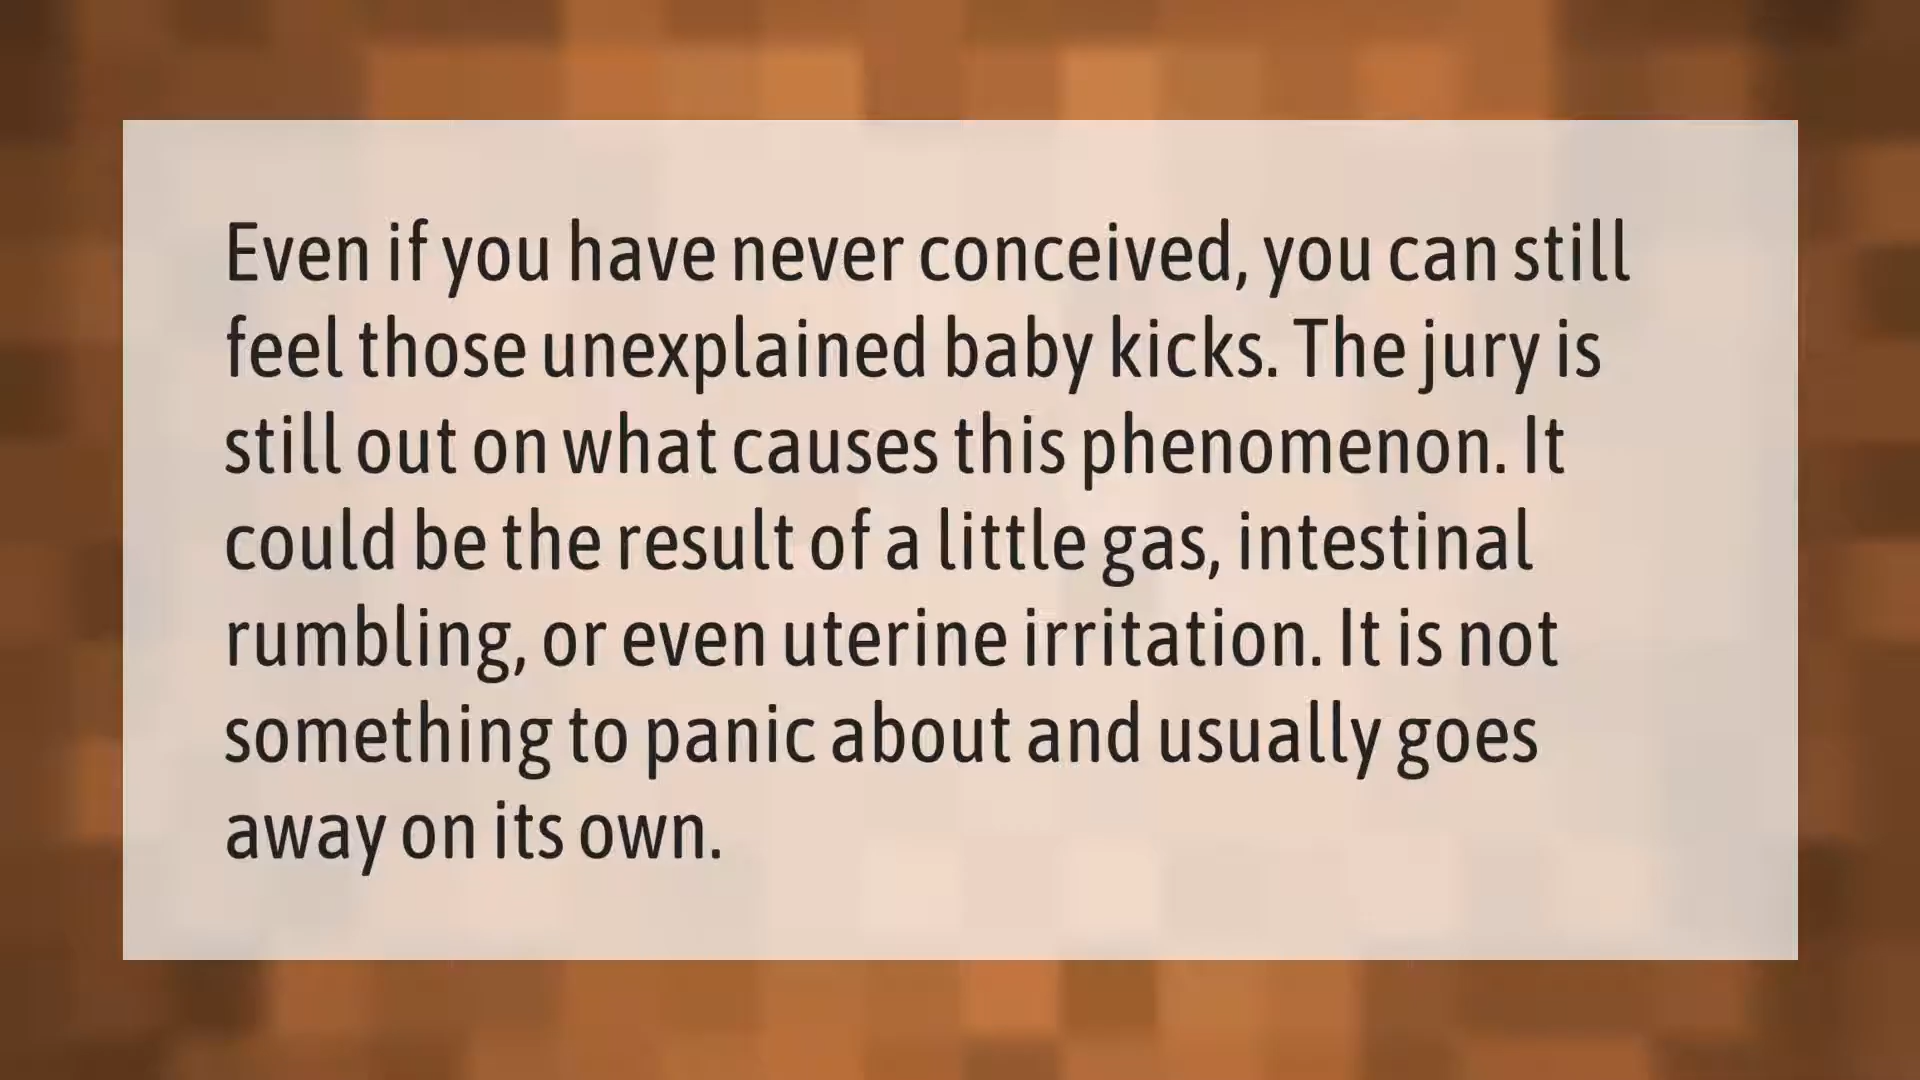 Even if you have never conceived, you can still
feel those unexplained baby kicks. The jury is
still out on what causes this phenomenon. It
could be the result of a little gas, intestinal
rumbling, or even uterine irritation. It is not
something to panic about and usually goes
away on its own.